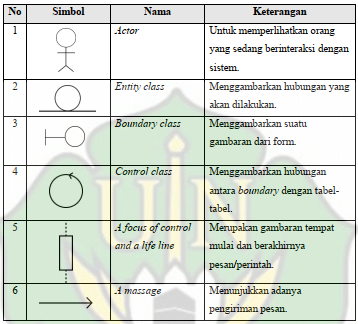 No Simbol Nama Keterangan
1 Actor Untuk memperlihatkan orang
yang sedang berinteraksi dengan
sistem.
2 Entity class Menggambarkan hubungan yang
akan dilakukan.
3 Boundary class Menggambarkan suatu
gambaran dari form.
4 Control class Menggambarkan hubungan
antara boundary dengan tabel-
tabel.
5 A focus of control Merupakan gambaran tempat
and a life line mulai dan berakhirnya
pesan/perintah.
6 A massage Menunjukkan adanya
pengiriman pesan.
UIN